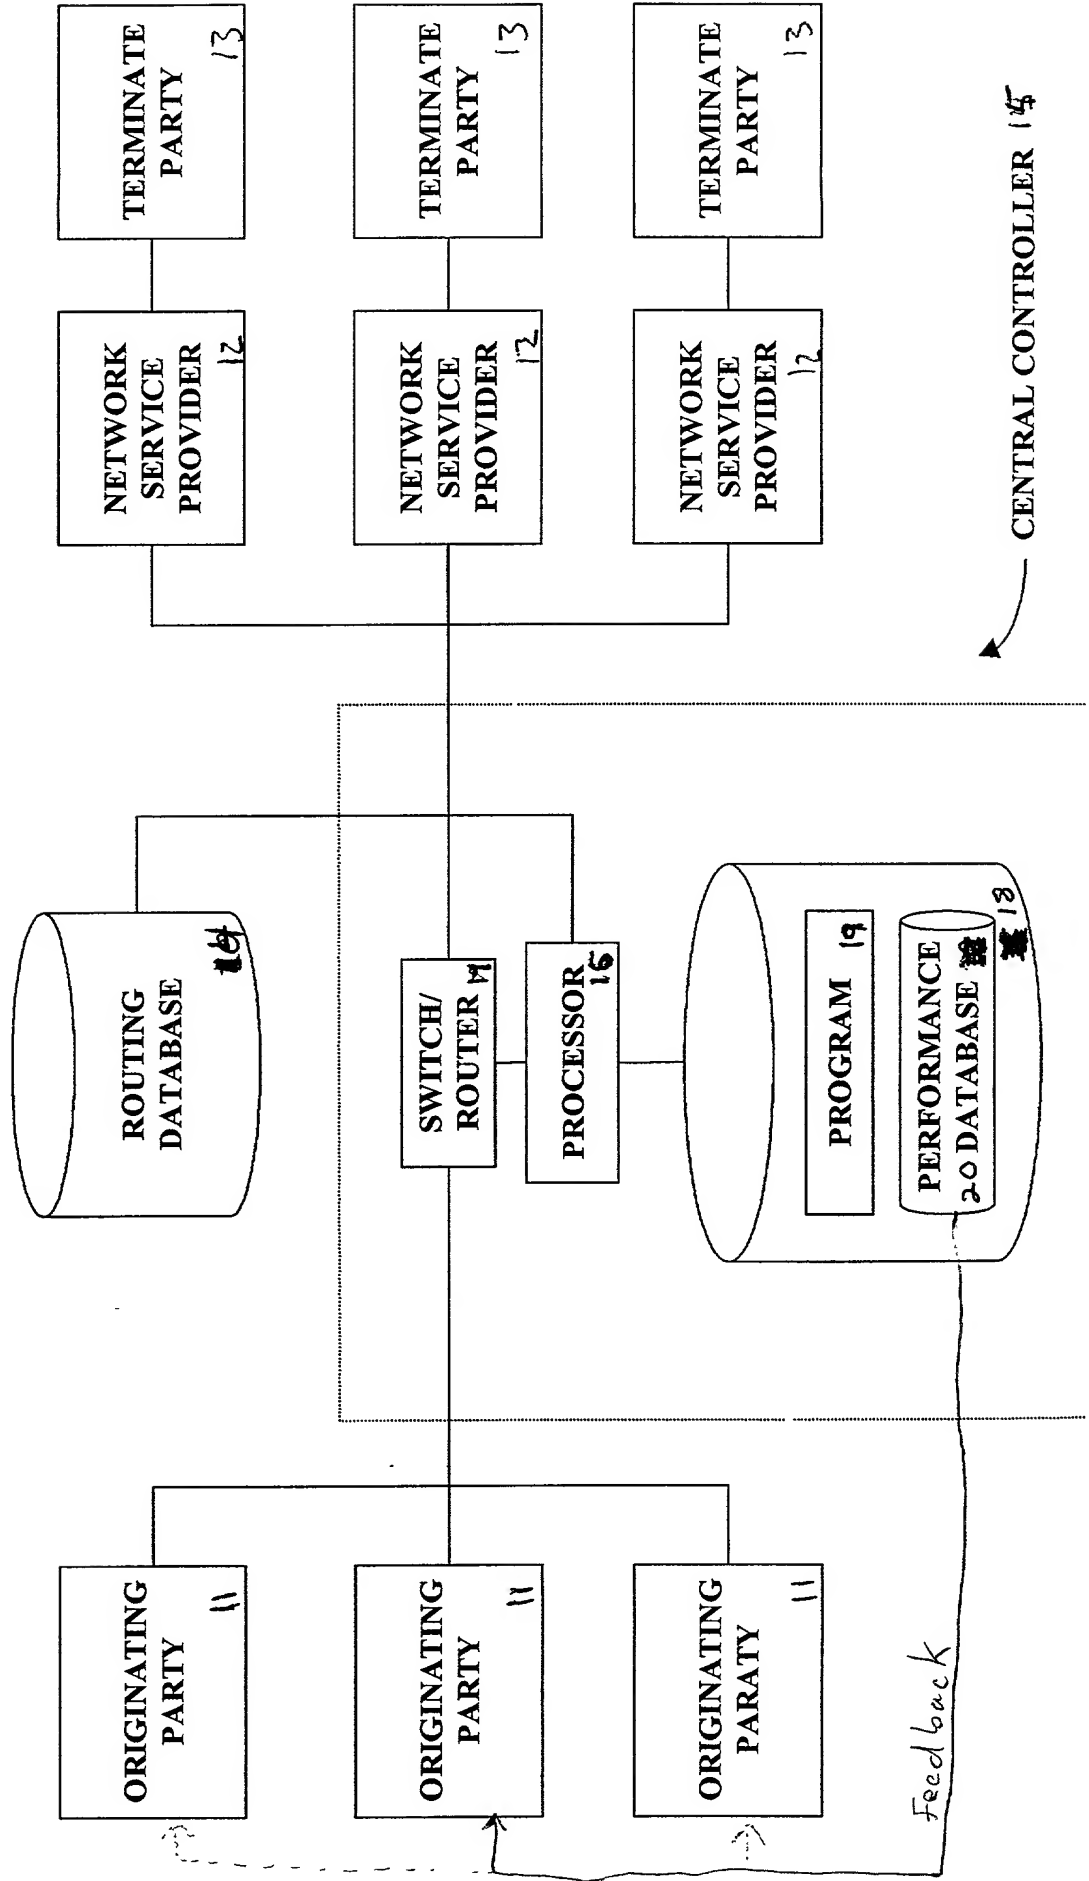 ORIGINATING
PARTY
11
ROUTING
DATABASE
14
NETWORK
SERVICE
PROVIDER
12
TERMINATE
PARTY
13
ORIGINATING
PARTY
11
SWITCH/
ROUTER
NETWORK
SERVICE
PROVIDER
12
TERMINATE
PARTY
13
PROCESSOR
16
ORIGINATING
PARATY
11
NETWORK
SERVICE
PROVIDER
12
TERMINATE
PARTY
13
PROGRAM 19
PERFORMANCE
20 DATABASE
18
Feedback
CENTRAL CONTROLLER 15